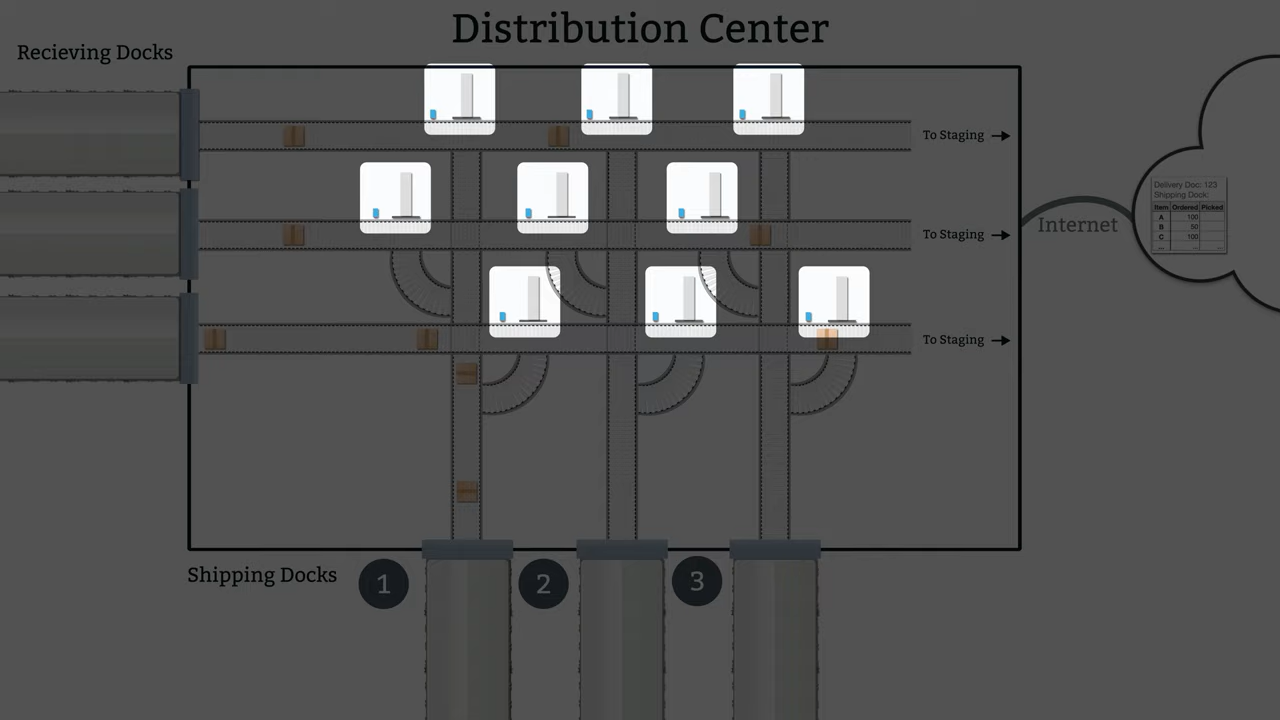 Distribution Center
Recieving Docks
To Staging
To Staging
To Staging
Internet
Delivery Doc: 123
Shipping Dock:
Item Ordered Picked
A 100
B 50
C 100
... ... ...
Shipping Docks
1
2
3